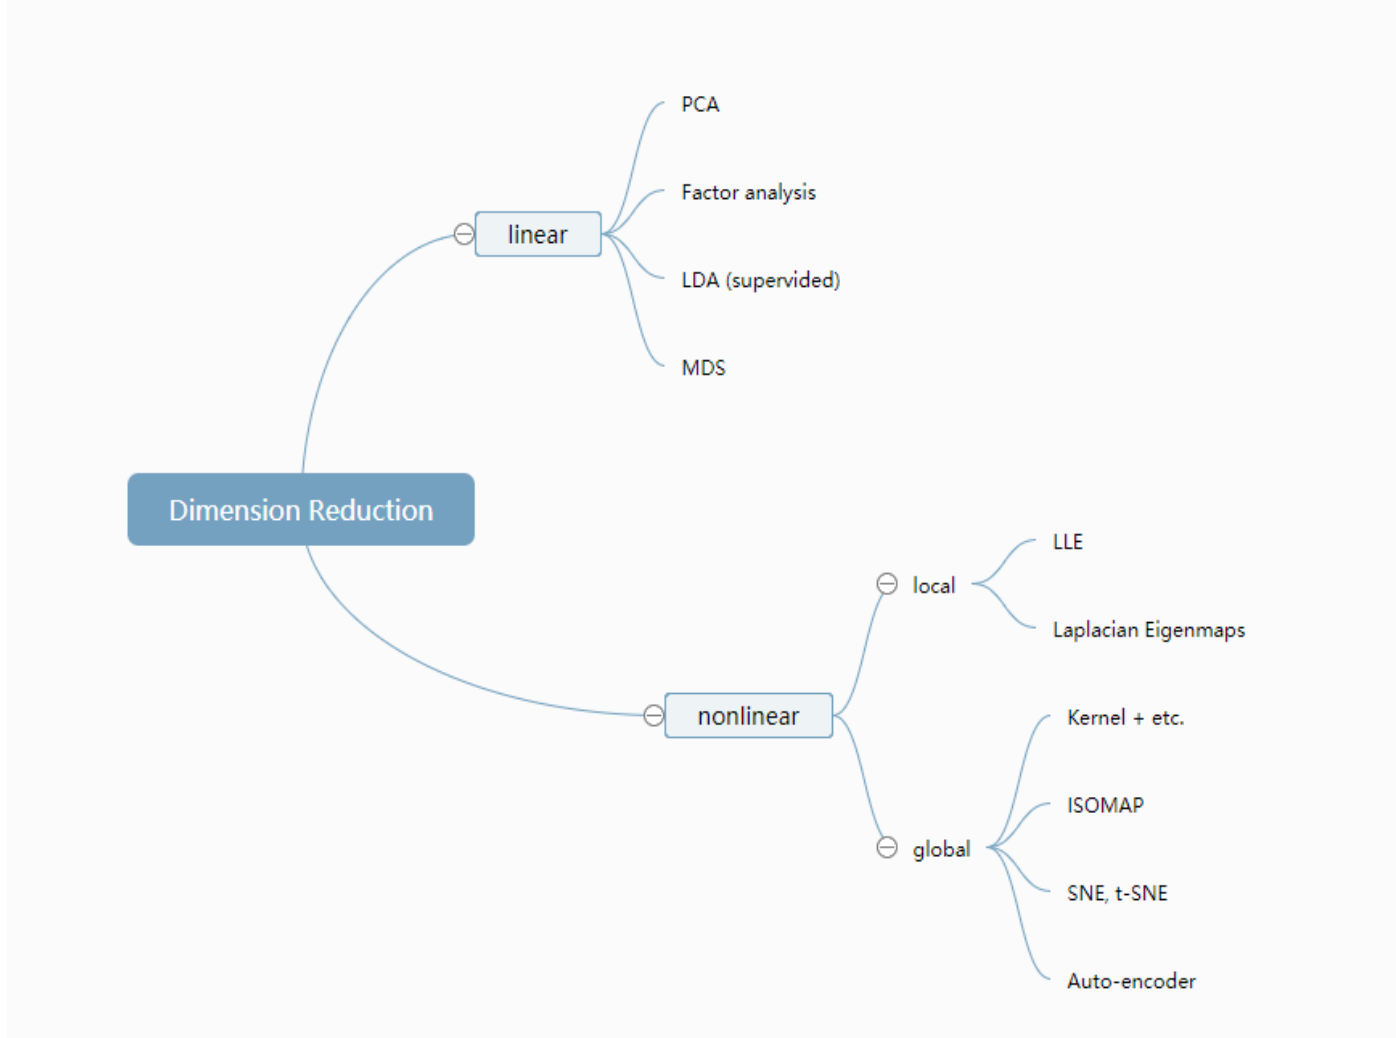 PCA
Factor analysis
linear
LDA (supervided)
MDS
Dimension Reduction
LLE
local
Laplacian Eigenmaps
nonlinear
Kernel + etc.
ISOMAP
global
SNE, t-SNE
Auto-encoder